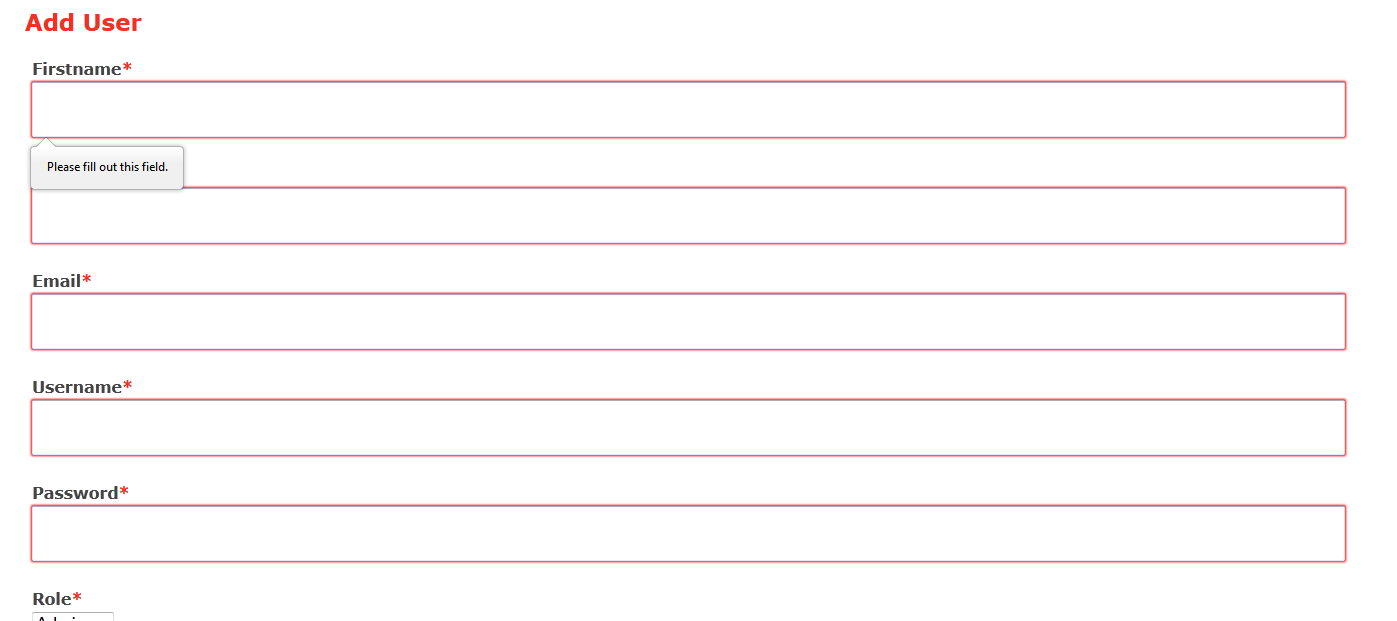 Add User
Firstname*
Please fill out this field.
Email*
Username*
Password*
Role*